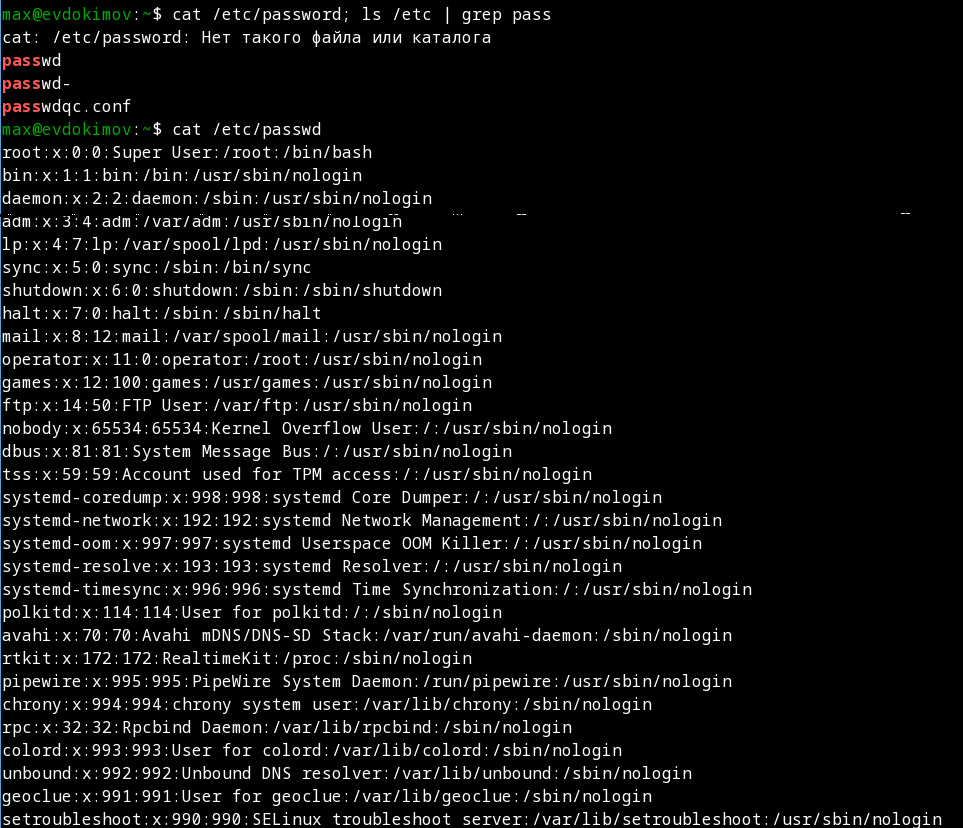 max@evdokimov:~$ cat /etc/password; ls /etc | grep pass
cat: /etc/password: Нет такого файла или каталога
passwd
passwd-
passwdqc.conf
max@evdokimov:~$ cat /etc/passwd
root:x:0:0:Super User:/root:/bin/bash
bin:x:1:1:bin:/bin:/usr/sbin/nologin
daemon:x:2:2:daemon:/sbin:/usr/sbin/nologin
adm:x:3:4:adm:/var/adm:/usr/sbin/nologin
lp:x:4:7:lp:/var/spool/lpd:/usr/sbin/nologin
sync:x:5:0:sync:/sbin:/bin/sync
shutdown:x:6:0:shutdown:/sbin:/sbin/shutdown
halt:x:7:0:halt:/sbin:/sbin/halt
mail:x:8:12:mail:/var/spool/mail:/usr/sbin/nologin
operator:x:11:0:operator:/root:/usr/sbin/nologin
games:x:12:100:games:/usr/games:/usr/sbin/nologin
ftp:x:14:50:FTP User:/var/ftp:/usr/sbin/nologin
nobody:x:65534:65534:Kernel Overflow User:/:/usr/sbin/nologin
dbus:x:81:81:System Message Bus:/:/usr/sbin/nologin
tss:x:59:59:Account used for TPM access:/:/usr/sbin/nologin
systemd-coredump:x:998:998:systemd Core Dumper:/:/usr/sbin/nologin
systemd-network:x:192:192:systemd Network Management:/:/usr/sbin/nologin
systemd-oom:x:997:997:systemd Userspace OOM Killer:/:/usr/sbin/nologin
systemd-resolve:x:193:193:systemd Resolver:/:/usr/sbin/nologin
systemd-timesync:x:996:996:systemd Time Synchronization:/:/usr/sbin/nologin
polkitd:x:114:114:User for polkitd:/:/sbin/nologin
avahi:x:70:70:Avahi mDNS/DNS-SD Stack:/var/run/avahi-daemon:/sbin/nologin
rtkit:x:172:172:RealtimeKit:/proc:/sbin/nologin
pipewire:x:995:995:PipeWire System Daemon:/run/pipewire:/usr/sbin/nologin
chrony:x:994:994:chrony system user:/var/lib/chrony:/sbin/nologin
rpc:x:32:32:Rpcbind Daemon:/var/lib/rpcbind:/sbin/nologin
colord:x:993:993:User for colord:/var/lib/colord:/sbin/nologin
unbound:x:992:992:Unbound DNS resolver:/var/lib/unbound:/sbin/nologin
geoclue:x:991:991:User for geoclue:/var/lib/geoclue:/sbin/nologin
setroubleshoot:x:990:990:SELinux troubleshoot server:/var/lib/setroubleshoot:/usr/sbin/nologin